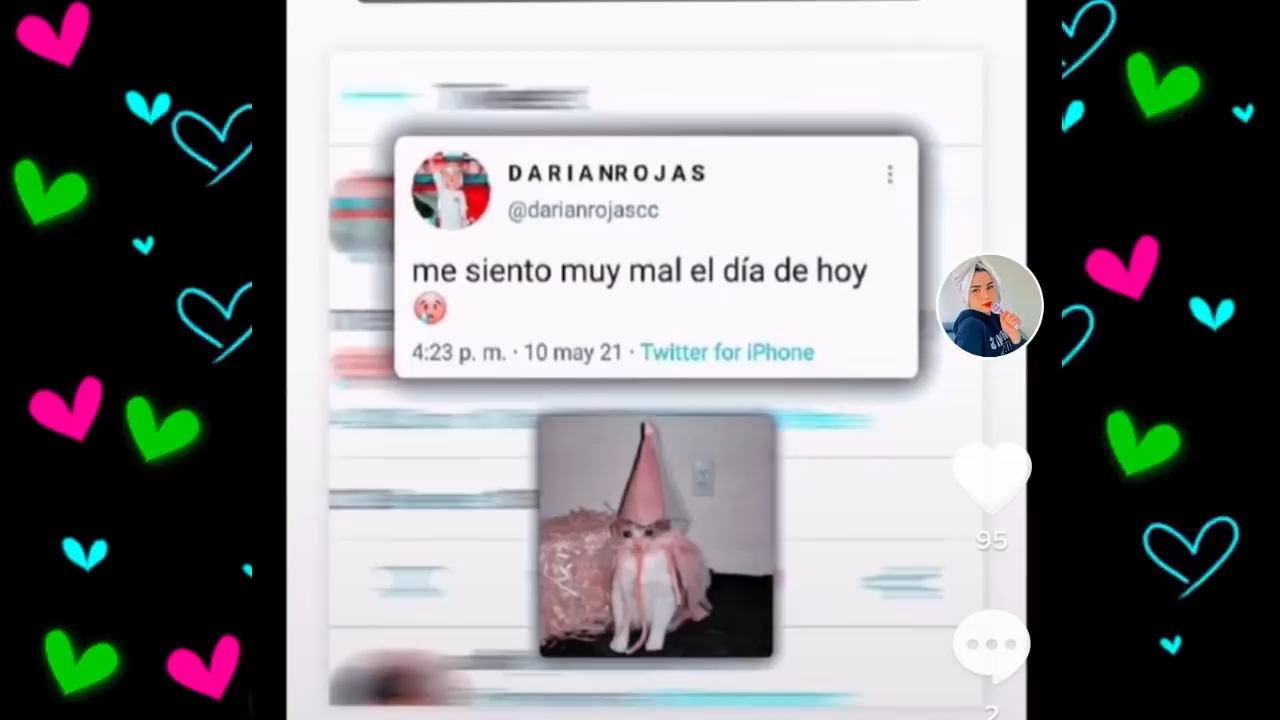 DARIANROJAS
@darianrojascc
me siento muy mal el día de hoy
😢
4:23 p. m. · 10 may 21 · Twitter for iPhone
95
2